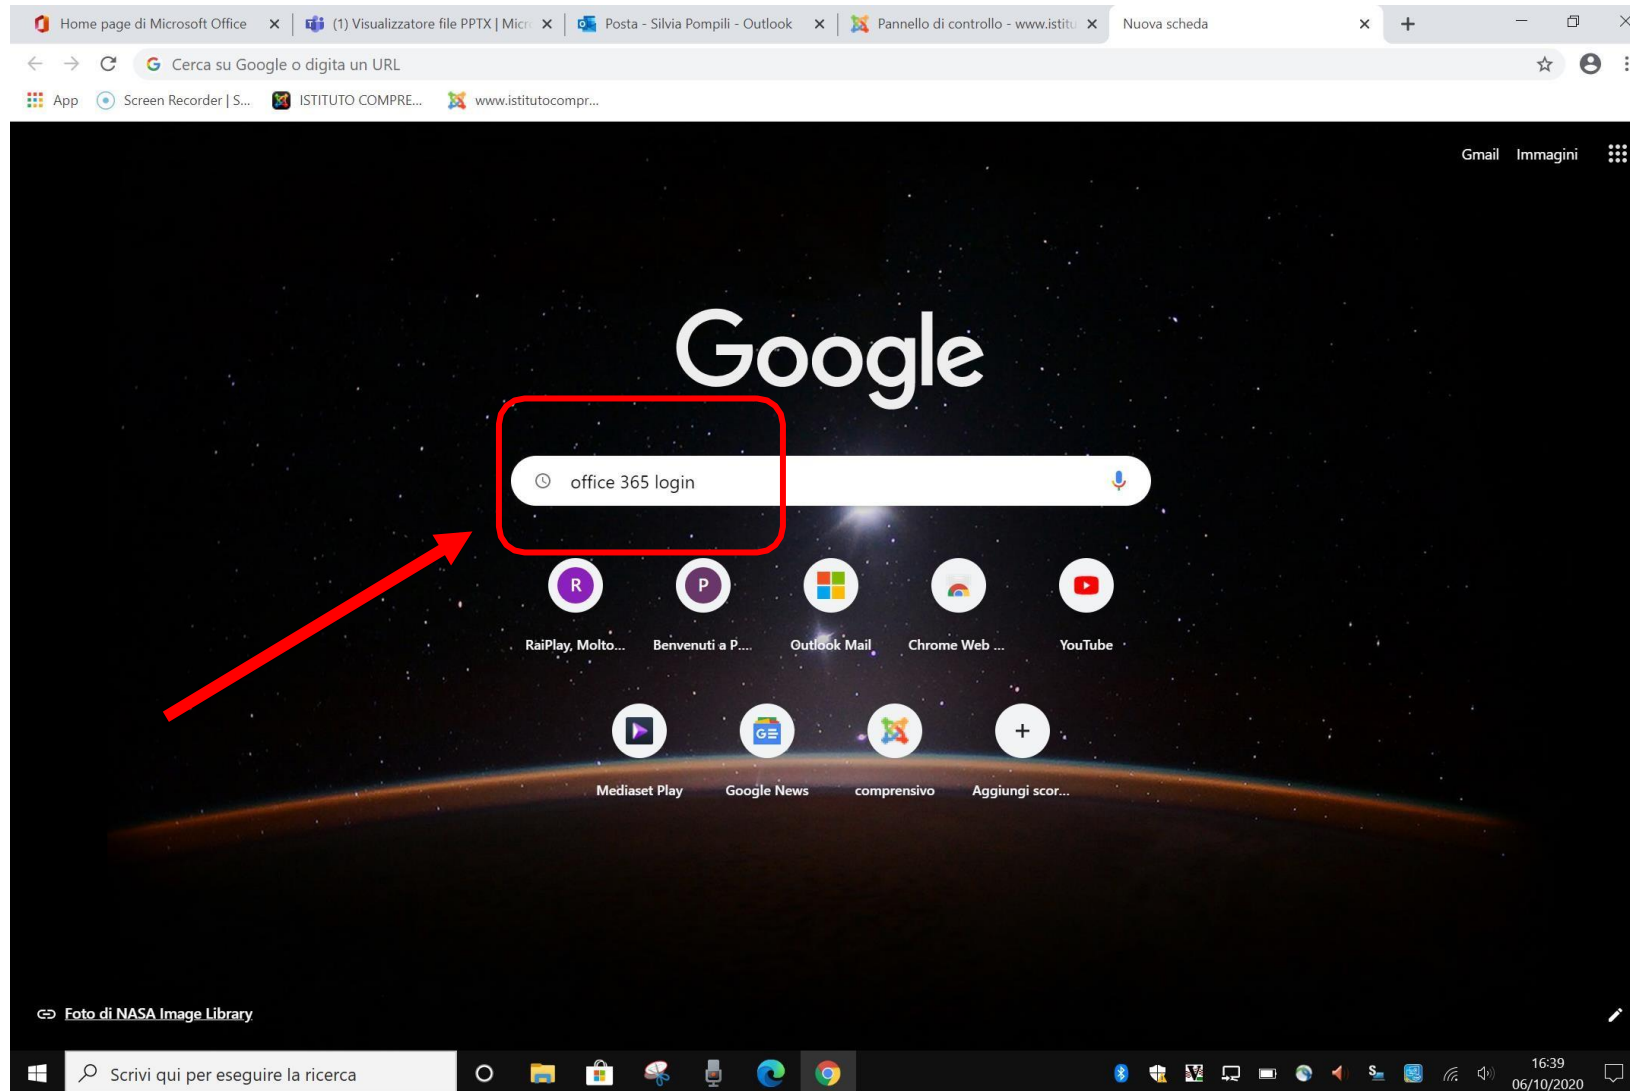 Home page di Microsoft Office
(1) Visualizzatore file PPTX | Micr
Posta - Silvia Pompili - Outlook
Pannello di controllo - www.istitu
Nuova scheda
Cerca su Google o digita un URL
App
Screen Recorder | S...
ISTITUTO COMPRE...
www.istitutocompr...
Gmail Immagini
Google
office 365 login
R
P
RaiPlay, Molto...
Benvenuti a P...
Outlook Mail
Chrome Web ...
YouTube
Mediaset Play
Google News
comprensivo
Aggiungi scor...
Foto di NASA Image Library
Scrivi qui per eseguire la ricerca
16:39
06/10/2020